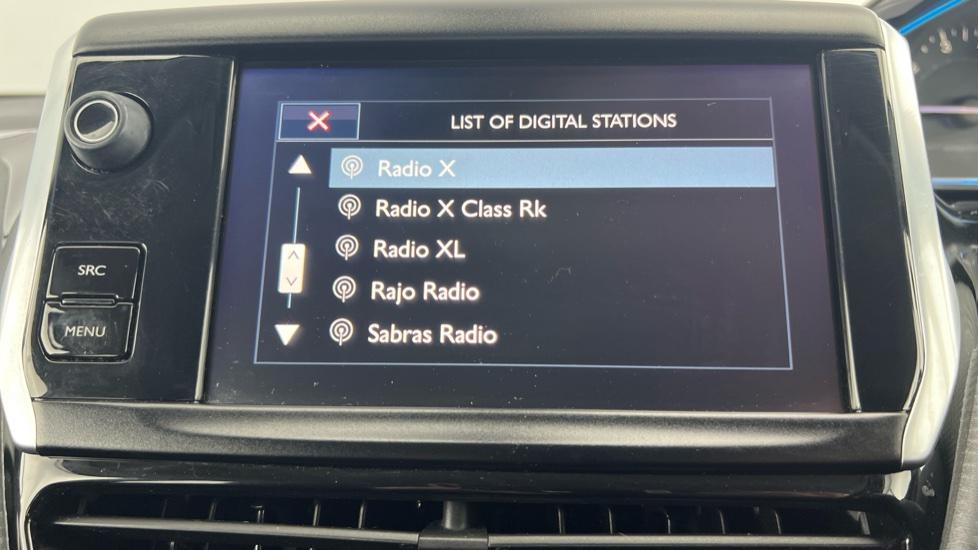 LIST OF DIGITAL STATIONS
Radio X
Radio X Class Rk
Radio XL
Rajo Radio
Sabras Radio
SRC
MENU